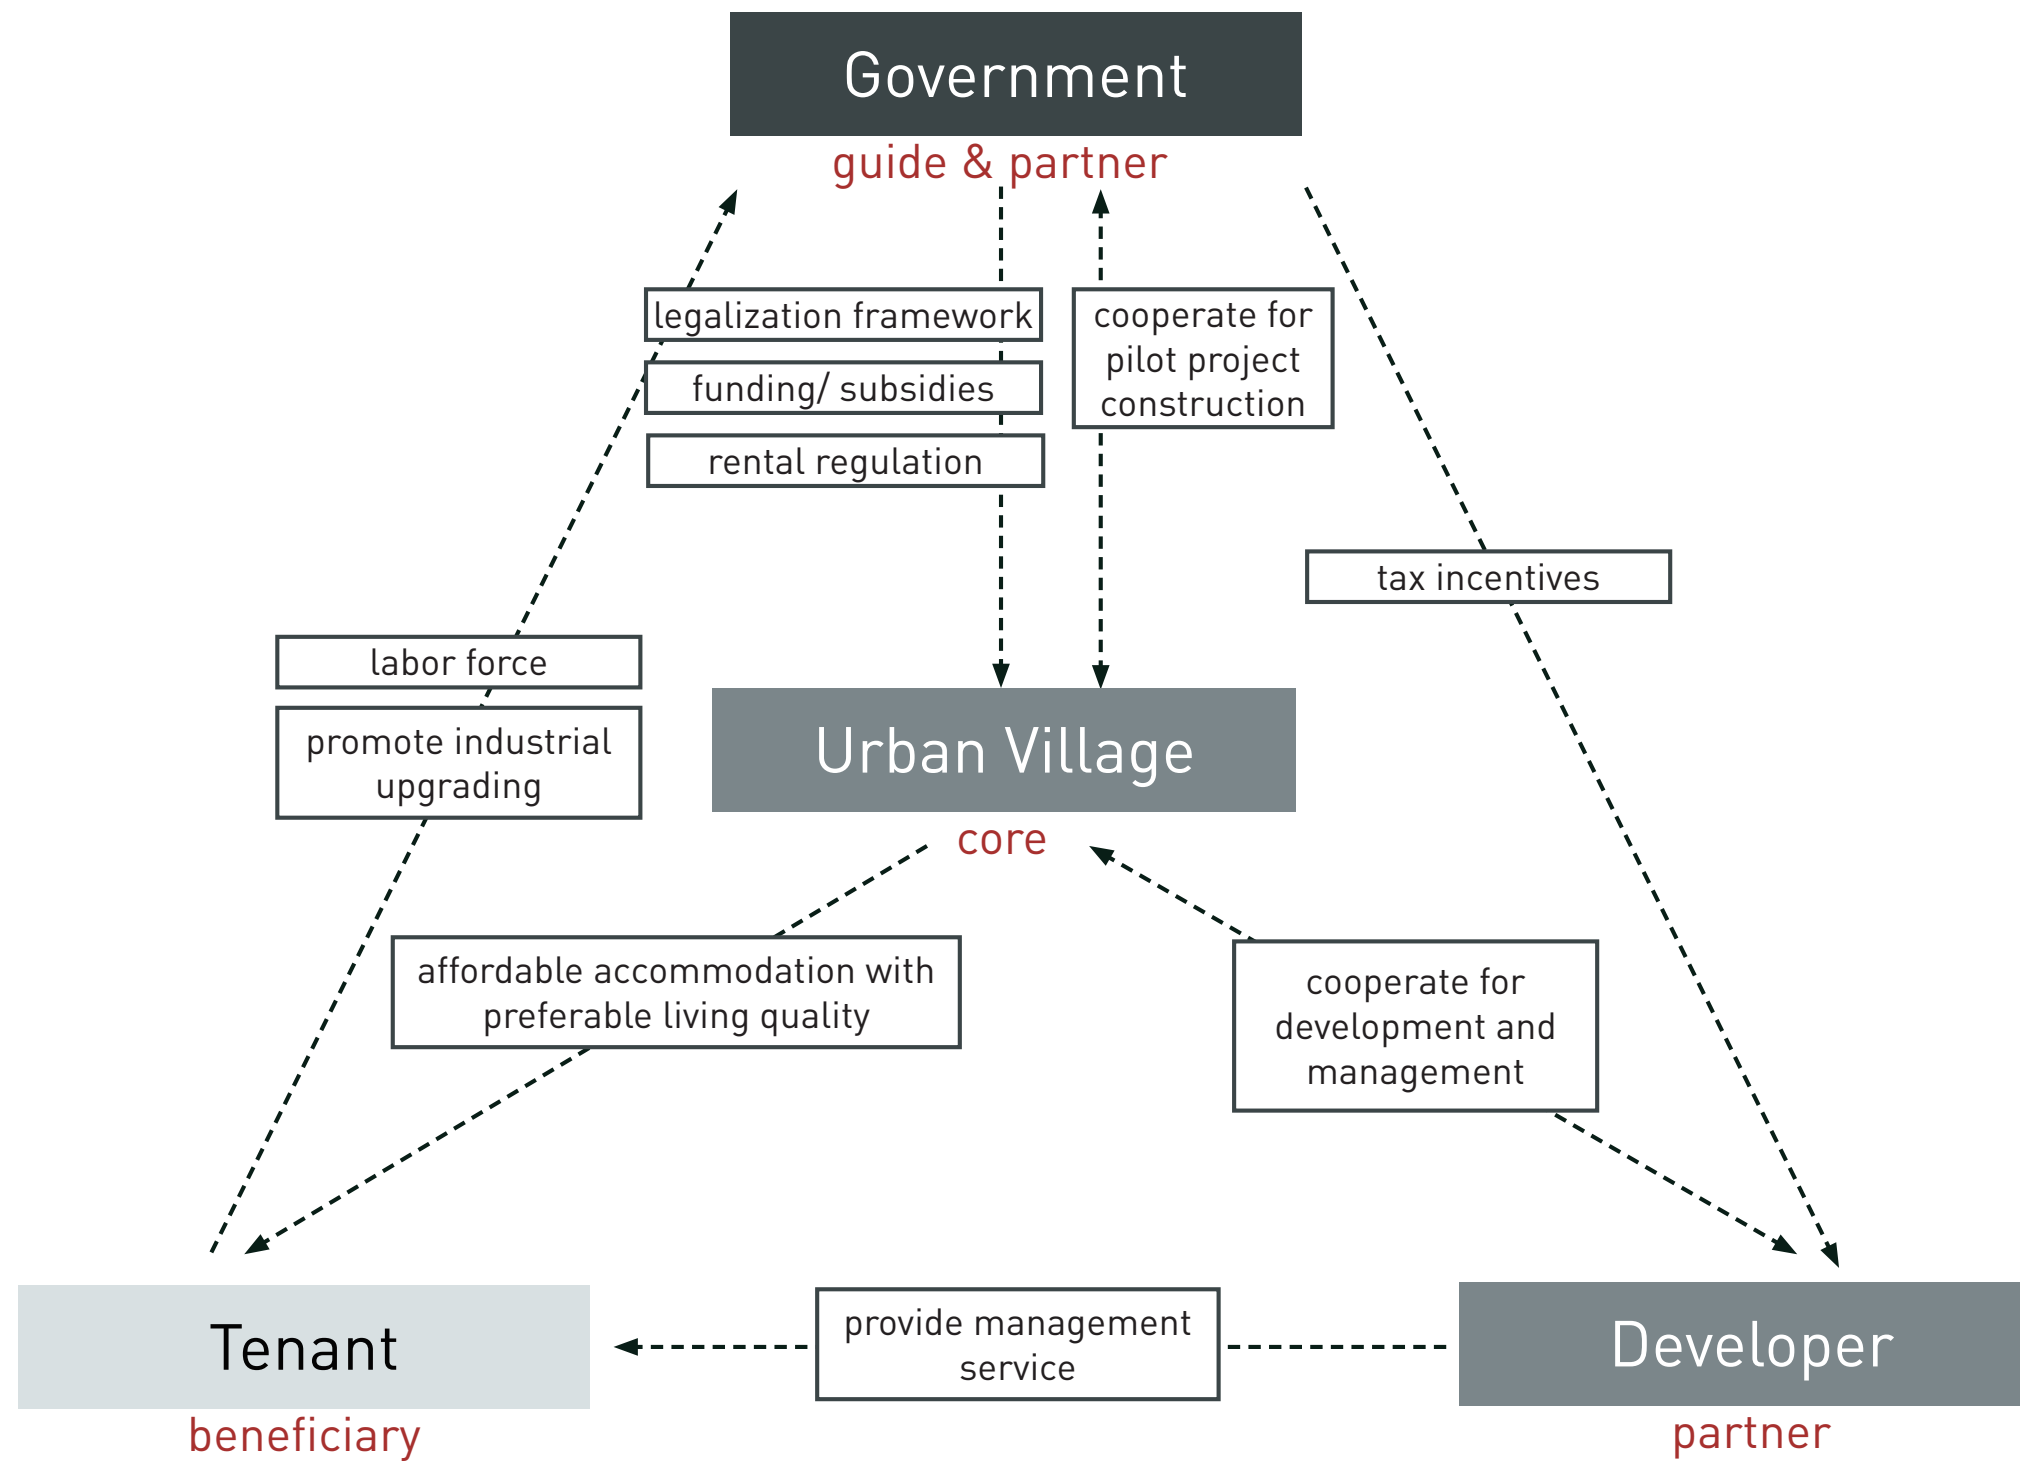 Government
guide & partner
legalization framework
funding/ subsidies
rental regulation
cooperate for
pilot project
construction
tax incentives
labor force
promote industrial
upgrading
Urban Village
core
affordable accommodation with
preferable living quality
cooperate for
development and
management
Tenant
beneficiary
provide management
service
Developer
partner